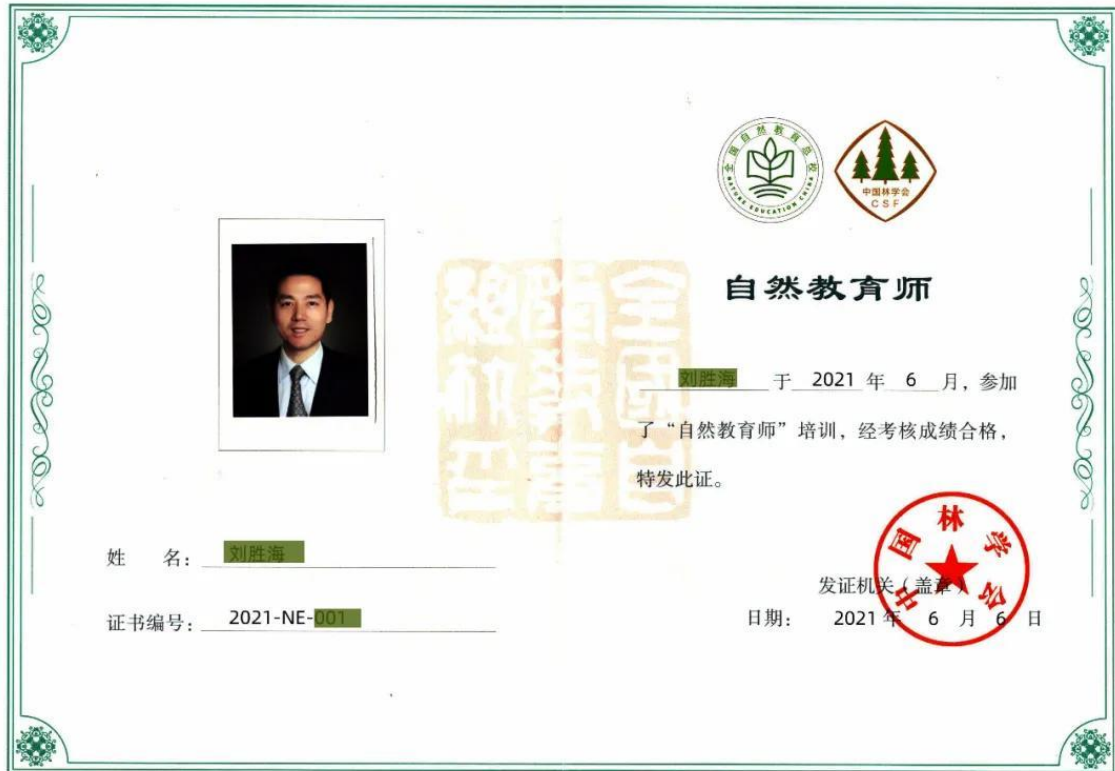 全国自然教育总校
NATURE EDUCATION CHINA
中国林学会
CSF
自然教育师
刘胜海 于 2021 年 6 月，参加
了“自然教育师”培训，经考核成绩合格，
特发此证。
姓 名： 刘胜海
证书编号： 2021-NE-001
中国林学会
发证机关（盖章）
日期： 2021 年 6 月 6 日